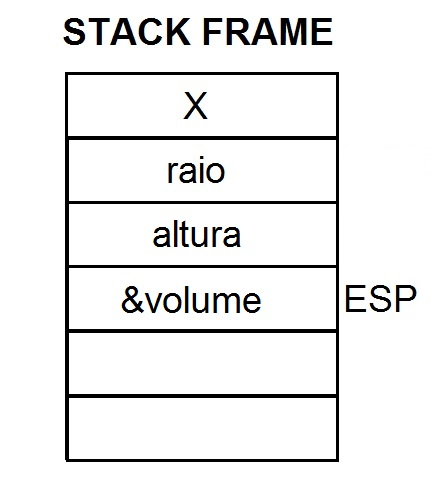 STACK FRAME
X
raio
altura
&volume ESP